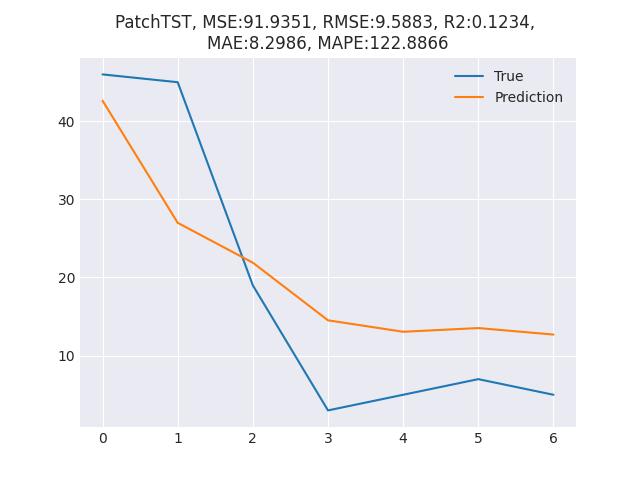 PatchTST, MSE:91.9351, RMSE:9.5883, R2:0.1234,
MAE:8.2986, MAPE:122.8866
True
Prediction
40
30
20
10
0 1 2 3 4 5 6